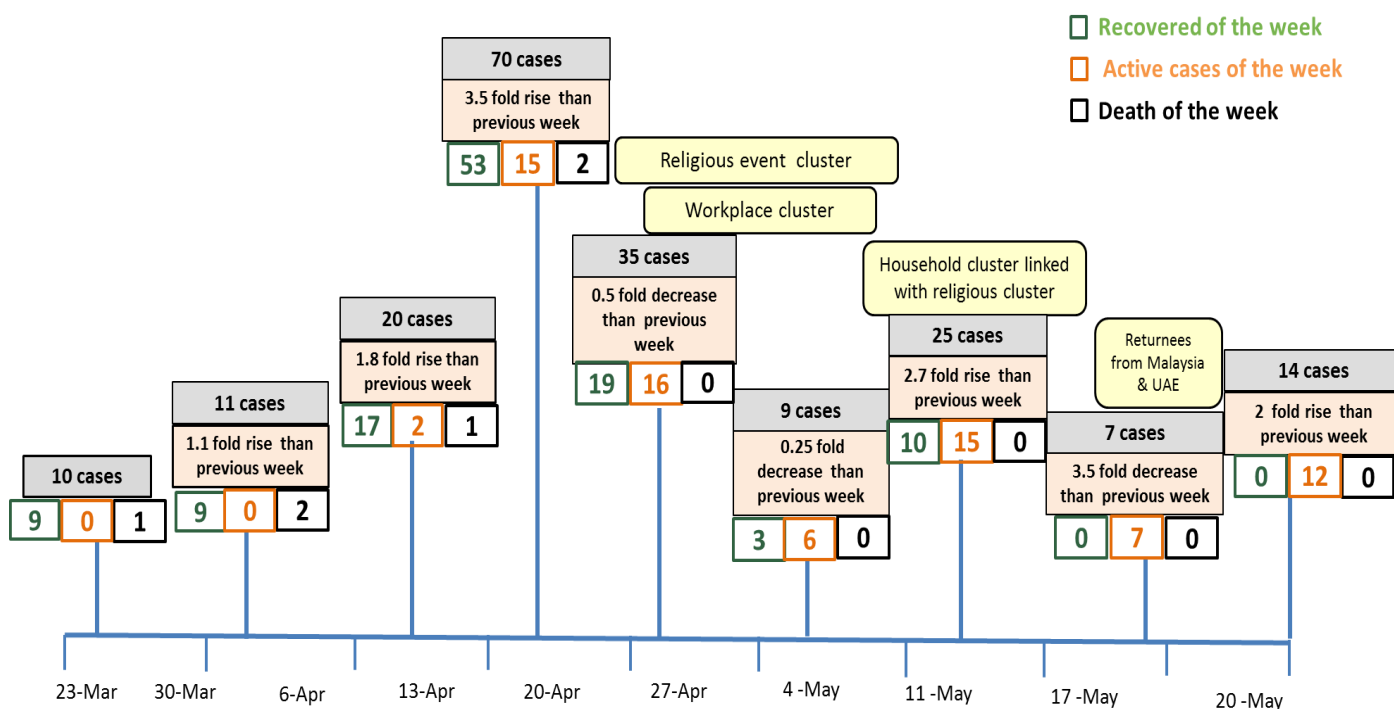 Recovered of the week
Active cases of the week
Death of the week
70 cases
3.5 fold rise than
previous week
53 15 2
Religious event cluster
Workplace cluster
35 cases
0.5 fold decrease
than previous
week
19 16 0
Household cluster linked
with religious cluster
25 cases
2.7 fold rise than
previous week
10 15 0
20 cases
1.8 fold rise than
previous week
17 2 1
Returnees
from Malaysia
& UAE
14 cases
2 fold rise than
previous week
0 12 0
11 cases
1.1 fold rise than
previous week
9 0 2
9 cases
0.25 fold
decrease than
previous week
3 6 0
7 cases
3.5 fold decrease
than previous week
0 7 0
10 cases
9 0 1
23-Mar 30-Mar 6-Apr 13-Apr 20-Apr 27-Apr 4 -May 11 -May 17 -May 20 -May